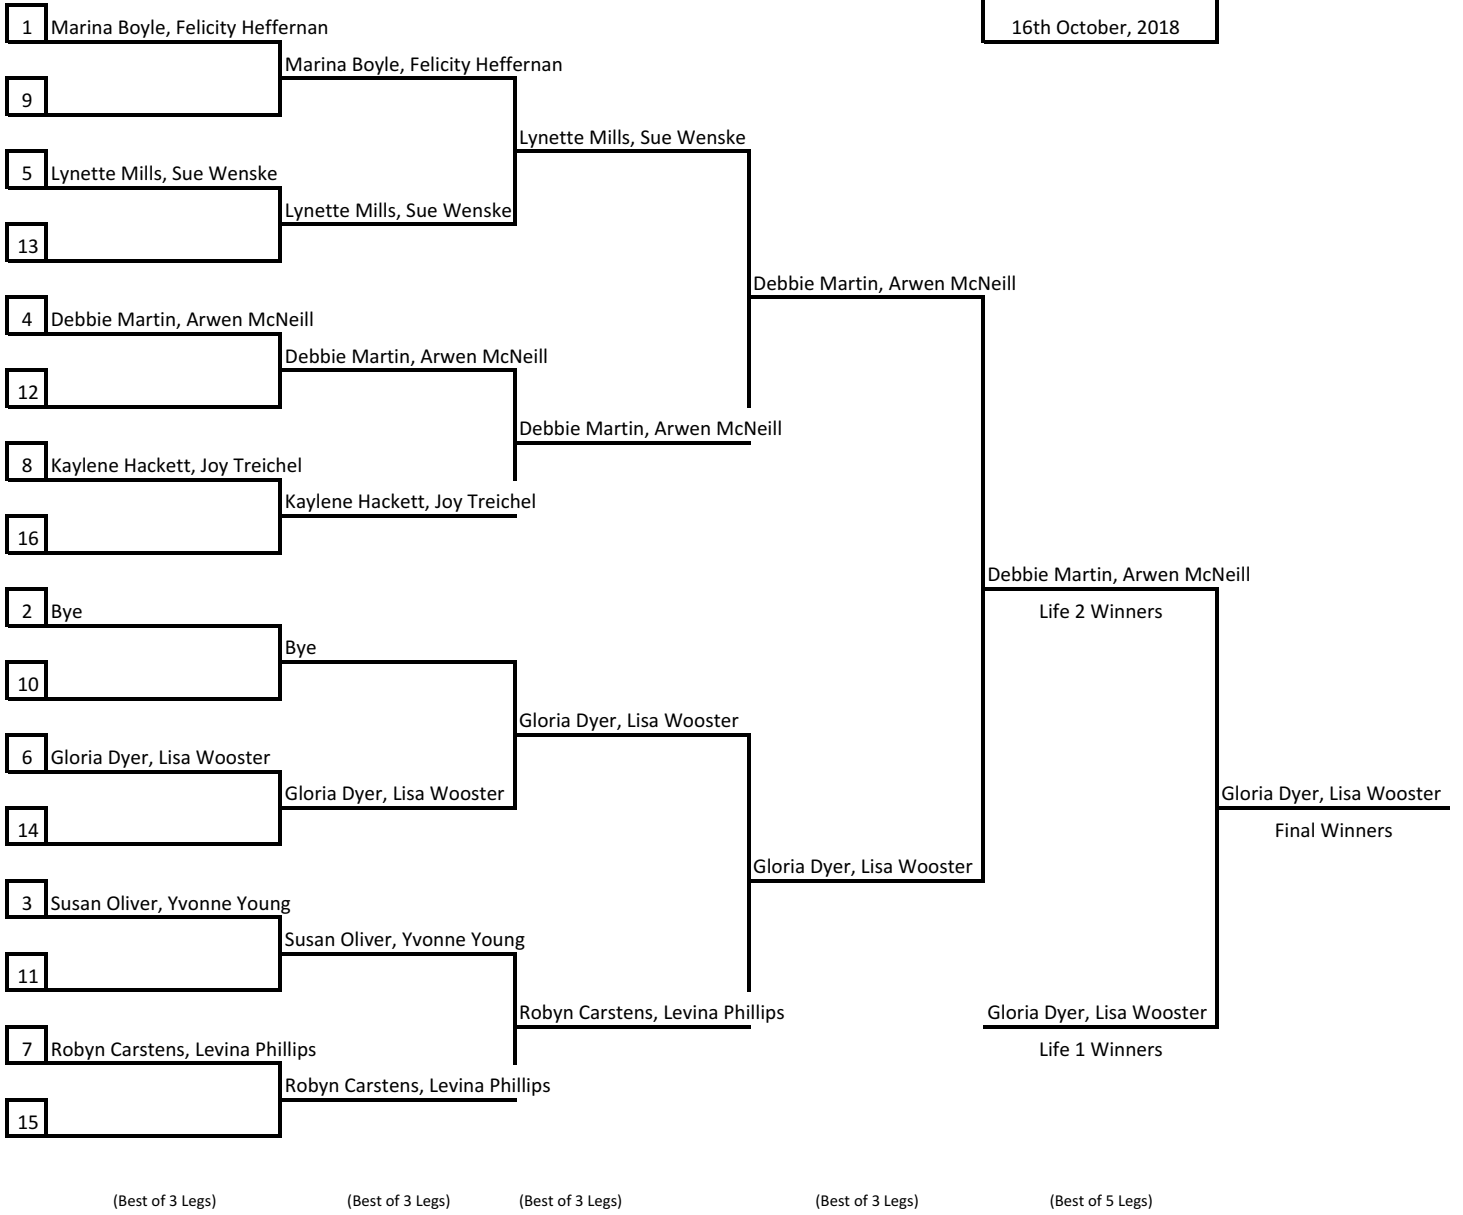 1 Marina Boyle, Felicity Heffernan
16th October, 2018
Marina Boyle, Felicity Heffernan
9
Lynette Mills, Sue Wenske
5 Lynette Mills, Sue Wenske
Lynette Mills, Sue Wenske
13
Debbie Martin, Arwen McNeill
4 Debbie Martin, Arwen McNeill
Debbie Martin, Arwen McNeill
12
Debbie Martin, Arwen McNeill
8 Kaylene Hackett, Joy Treichel
Kaylene Hackett, Joy Treichel
16
Debbie Martin, Arwen McNeill
2 Bye
Life 2 Winners
Bye
10
Gloria Dyer, Lisa Wooster
6 Gloria Dyer, Lisa Wooster
Gloria Dyer, Lisa Wooster
Gloria Dyer, Lisa Wooster
14
Final Winners
Gloria Dyer, Lisa Wooster
3 Susan Oliver, Yvonne Young
Susan Oliver, Yvonne Young
11
Robyn Carstens, Levina Phillips
Gloria Dyer, Lisa Wooster
7 Robyn Carstens, Levina Phillips
Life 1 Winners
Robyn Carstens, Levina Phillips
15
(Best of 3 Legs) (Best of 3 Legs) (Best of 3 Legs) (Best of 3 Legs) (Best of 5 Legs)